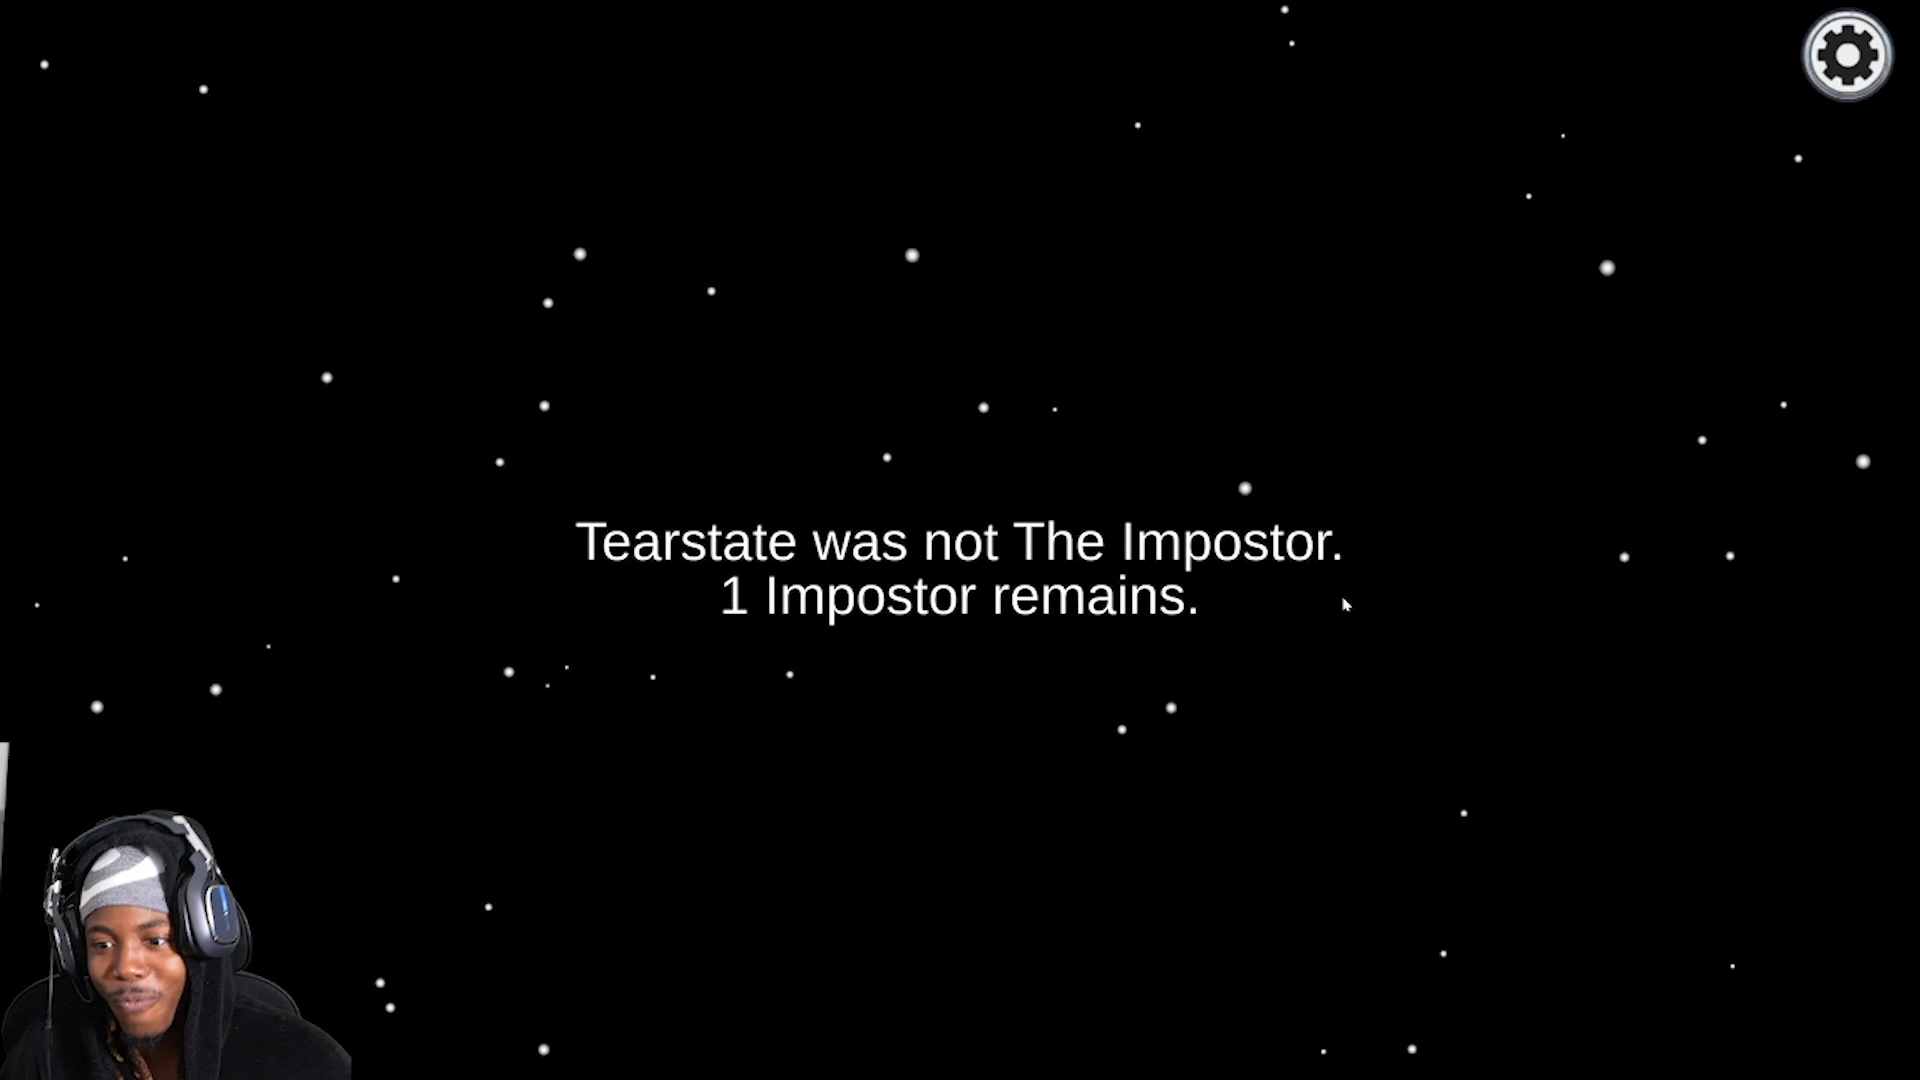 Tearstate was not The Impostor.
1 Impostor remains.